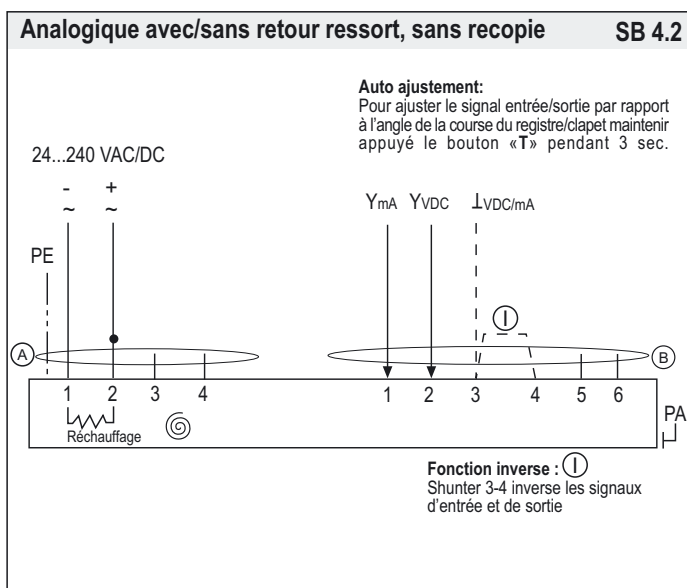 Analogique avec/sans retour ressort, sans recopie SB 4.2
Auto ajustement:
Pour ajuster le signal entrée/sortie par rapport
à l'angle de la course du registre/clapet maintenir
appuyé le bouton «T» pendant 3 sec.
24...240 VAC/DC
- +
~ ~
YmA YVDC ⊥VDC/mA
PE
I
A B
1 2 3 4 1 2 3 4 5 6
PA
Réchauffage
Fonction inverse : I
Shunter 3-4 inverse les signaux
d'entrée et de sortie